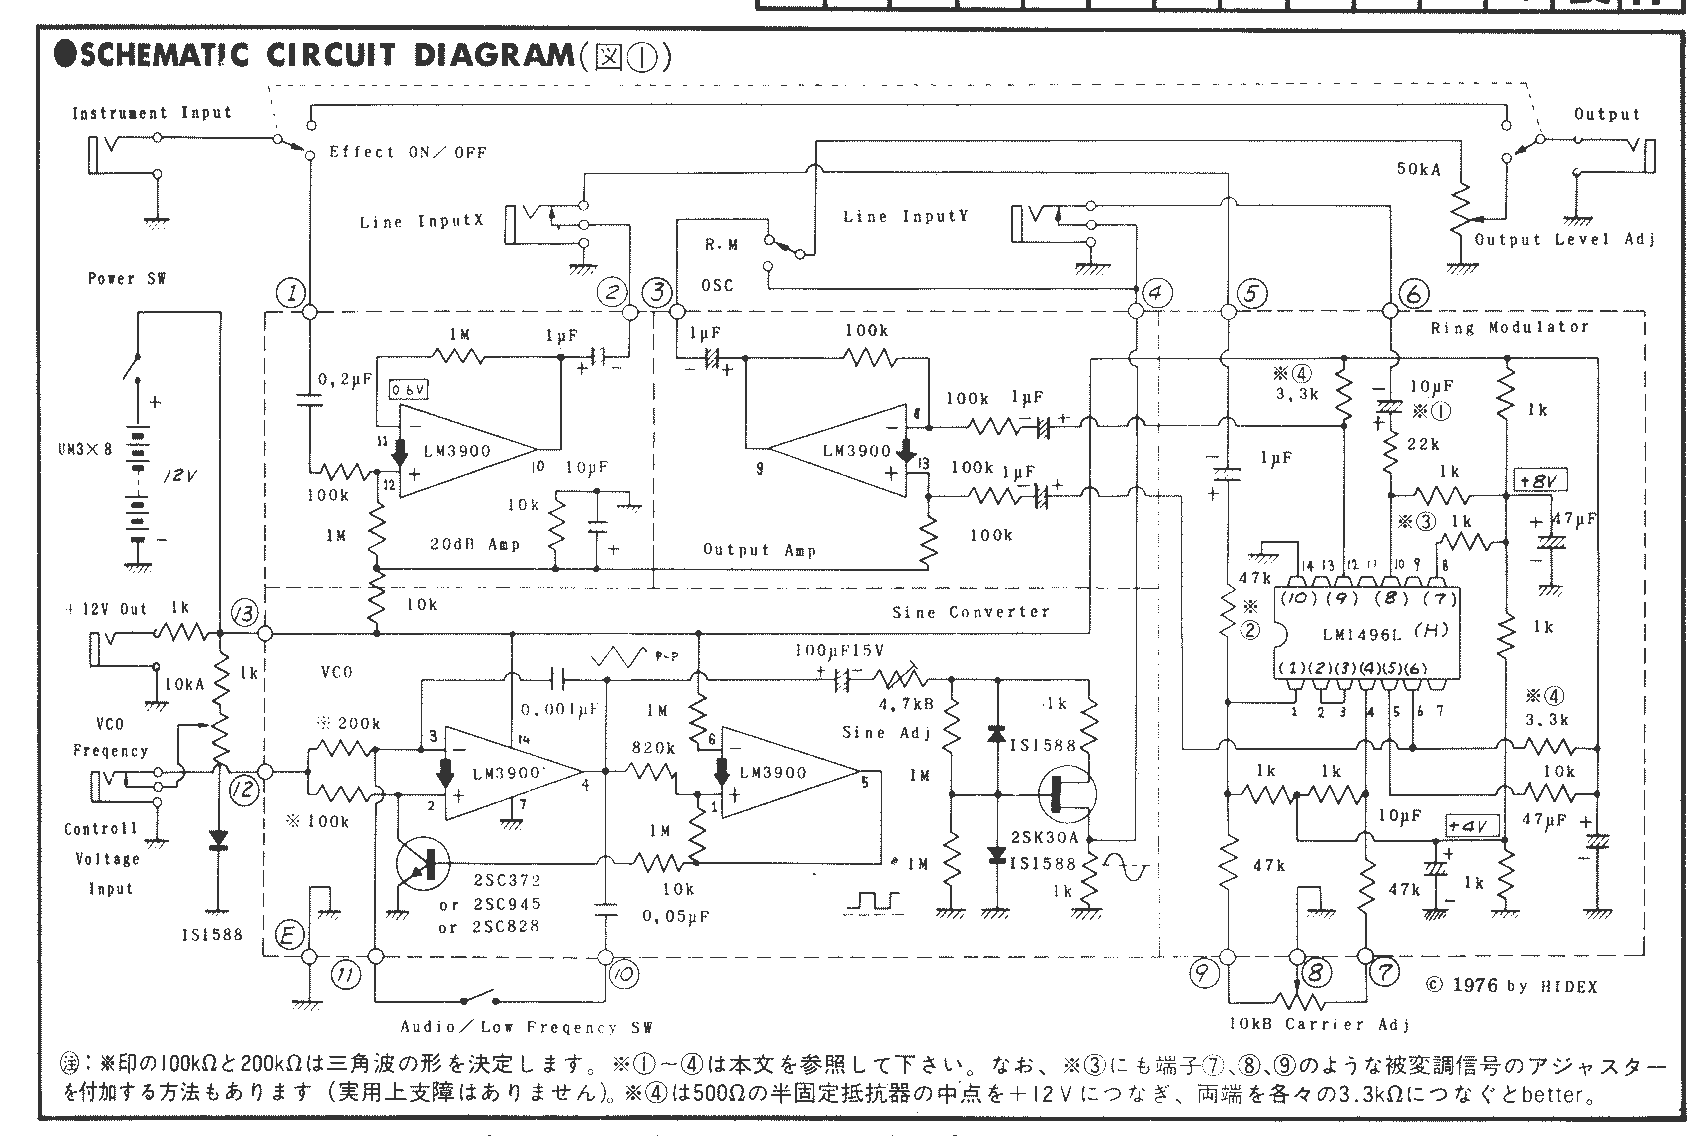 ●SCHEMATIC CIRCUIT DIAGRAM(図①)
Instrument Input
Effect ON/OFF
Output
50kA
Output Level Adj
Line InputX
Line InputY
R.M
OSC
Power SW
UM3×8
12V
+
−
① ② ③ ④ ⑤ ⑥
Ring Modulator
1M
1μF
+ −
0.2μF
0.6V
11
12
10
LM3900
100k
1M
10μF
10k
+
20dB Amp
1μF
− +
100k
8
13
9
LM3900
100k 1μF
100k 1μF
100k
Output Amp
10k
※④
3.3k
10μF
※①
22k
1k
1k
+8V
※③ 1k
47μF
1μF
47k
※
②
14 13 12 11 10 9 8
(10) (9) (8) (7)
LM1496L (H)
(1)(2)(3)(4)(5)(6)
1 2 3 4 5 6 7
1k
※④
3.3k
10k
47μF
1k 1k
10μF
+4V
47k
47k
1k
+12V Out
1k
⑬
1k
10kA
VCO
Freqency
⑫
Controll
Voltage
Input
IS1588
Sine Converter
VCO
P-P
0.001μF
100μF15V
4.7kB
Sine Adj
※200k
※100k
3
2
14
7
4
LM3900
820k
1M
6
1
5
LM3900
1M
10k
2SC372
or 2SC945
or 2SC828
0.05μF
1M
1M
IS1588
IS1588
1k
2SK30A
1k
Ⓔ
⑪
⑩
⑨
⑧
⑦
Audio/Low Freqency SW
10kB Carrier Adj
© 1976 by HIDEX
㊟:※印の100kΩと200kΩは三角波の形を決定します。※①〜④は本文を参照して下さい。なお、※③にも端子⑦、⑧、⑨のような被変調信号のアジャスター
を付加する方法もあります(実用上支障はありません)。※④は500Ωの半固定抵抗器の中点を+12Vにつなぎ、両端を各々の3.3kΩにつなぐとbetter。